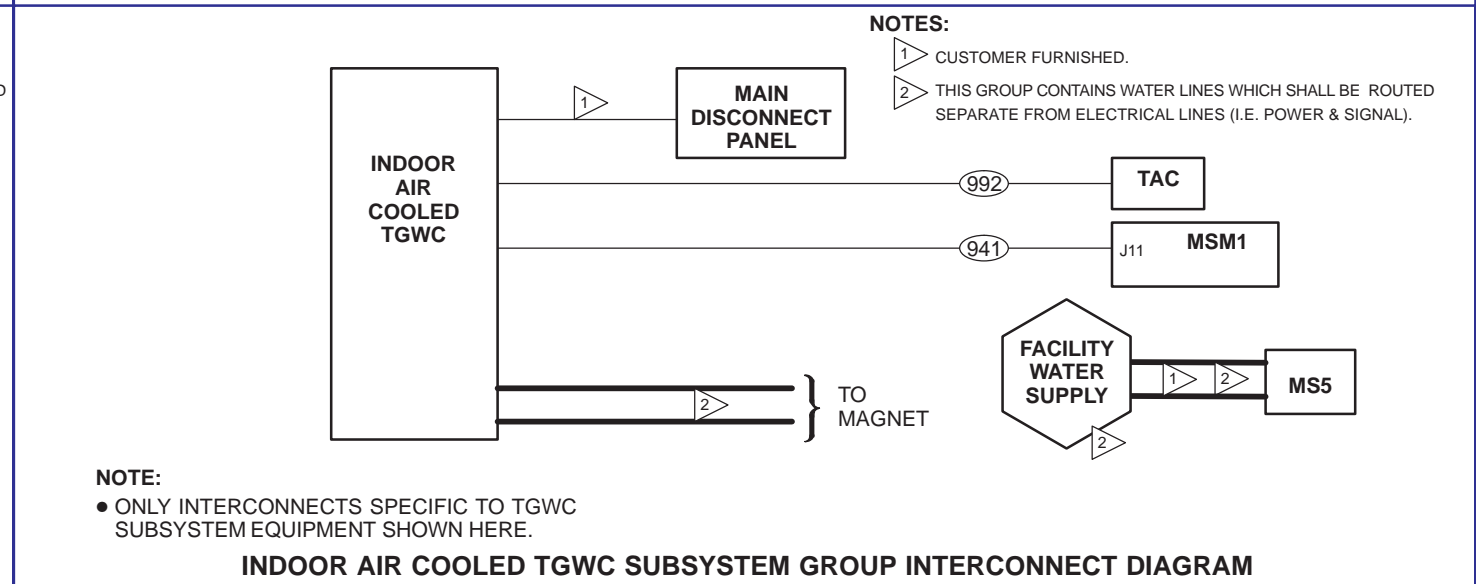 NOTES:
1 CUSTOMER FURNISHED.
2 THIS GROUP CONTAINS WATER LINES WHICH SHALL BE ROUTED
SEPARATE FROM ELECTRICAL LINES (I.E. POWER & SIGNAL).
INDOOR
AIR
COOLED
TGWC
1
MAIN
DISCONNECT
PANEL
992
TAC
941
J11 MSM1
2
TO
MAGNET
FACILITY
WATER
SUPPLY
2
1 2
MS5
NOTE:
● ONLY INTERCONNECTS SPECIFIC TO TGWC
SUBSYSTEM EQUIPMENT SHOWN HERE.
INDOOR AIR COOLED TGWC SUBSYSTEM GROUP INTERCONNECT DIAGRAM